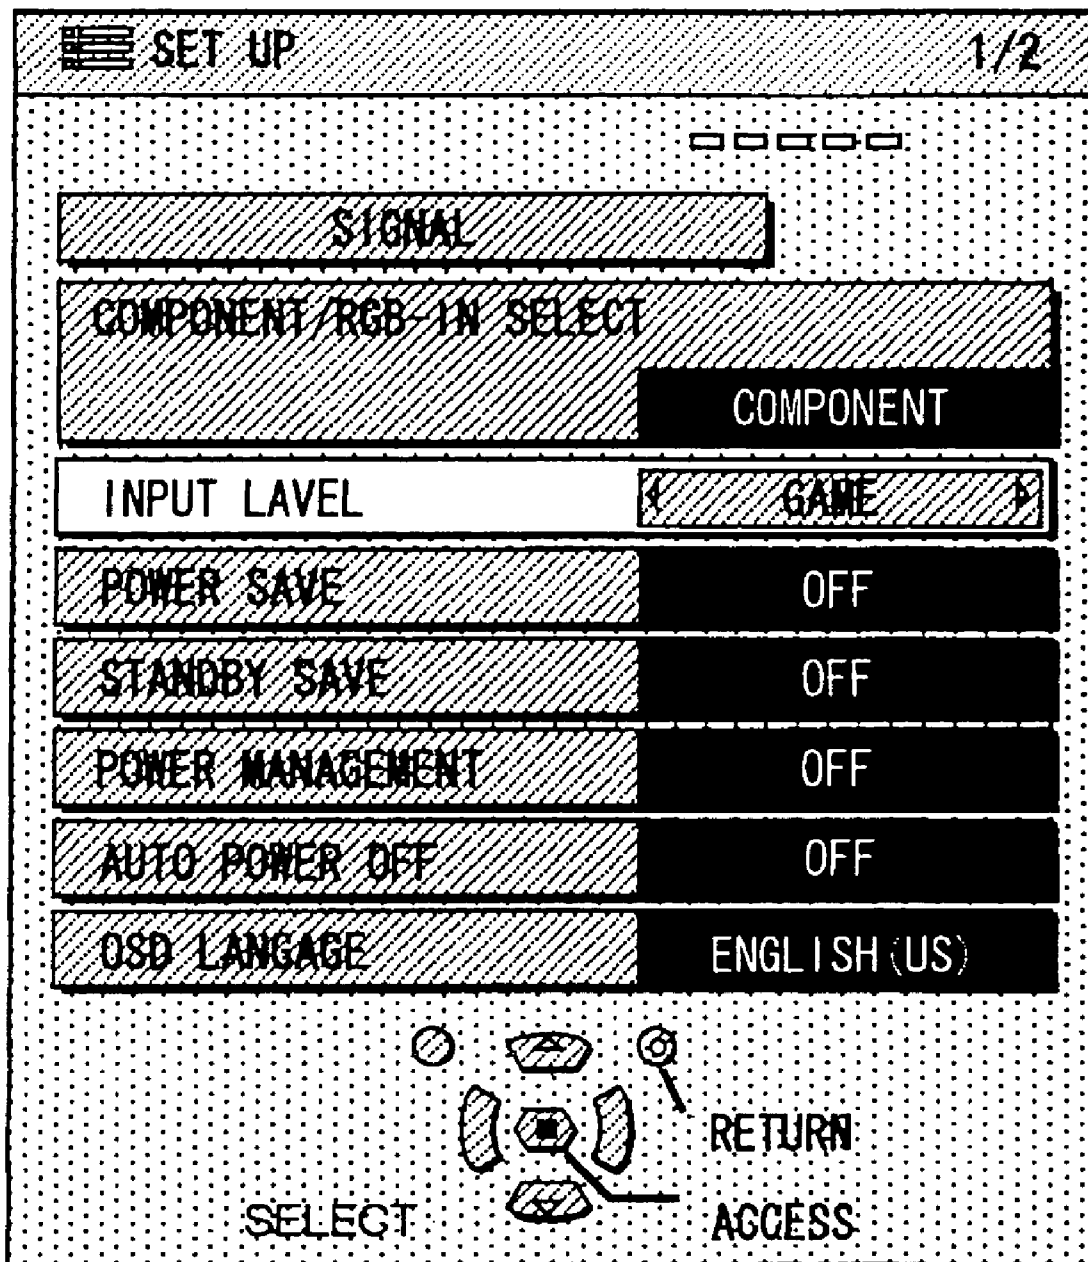 SET UP 1/2
SIGNAL
COMPONENT/RGB-IN SELECT
COMPONENT
INPUT LAVEL GAME
POWER SAVE OFF
STANDBY SAVE OFF
POWER MANAGEMENT OFF
AUTO POWER OFF OFF
OSD LANGAGE ENGLISH(US)
RETURN
SELECT ACCESS